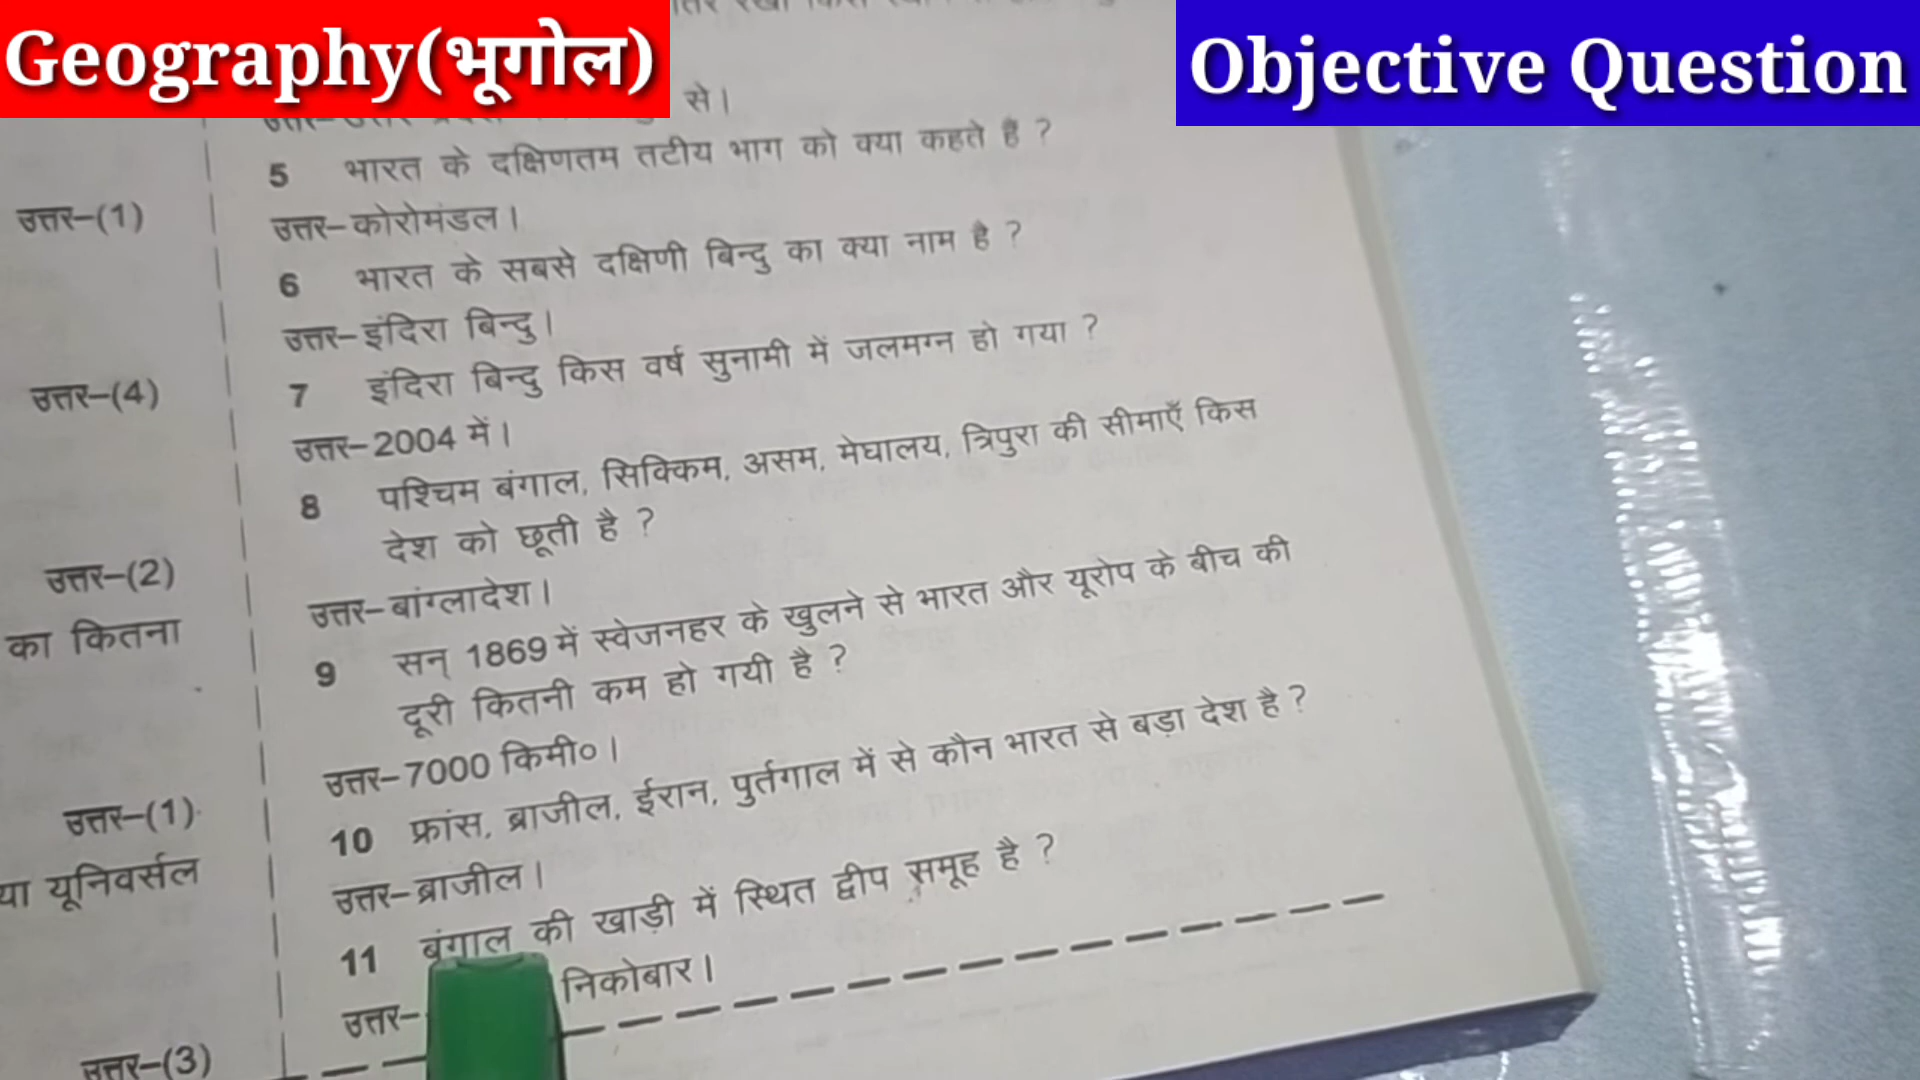 Geography(भूगोल)
Objective Question
से।
5 भारत के दक्षिणतम तटीय भाग को क्या कहते हैं ?
उत्तर–कोरोमंडल।
6 भारत के सबसे दक्षिणी बिन्दु का क्या नाम है ?
उत्तर–इंदिरा बिन्दु।
7 इंदिरा बिन्दु किस वर्ष सुनामी में जलमग्न हो गया ?
उत्तर–2004 में।
8 पश्चिम बंगाल, सिक्किम, असम, मेघालय, त्रिपुरा की सीमाएँ किस
देश को छूती है ?
उत्तर–बांग्लादेश।
9 सन् 1869 में स्वेजनहर के खुलने से भारत और यूरोप के बीच की
दूरी कितनी कम हो गयी है ?
उत्तर–7000 किमी०।
10 फ्रांस, ब्राजील, ईरान, पुर्तगाल में से कौन भारत से बड़ा देश है ?
उत्तर–ब्राजील।
11 बंगाल की खाड़ी में स्थित द्वीप समूह है ?
उत्तर– निकोबार।
उत्तर–(1)
उत्तर–(4)
उत्तर–(2)
का कितना
उत्तर–(1)
या यूनिवर्सल
उत्तर–(3)